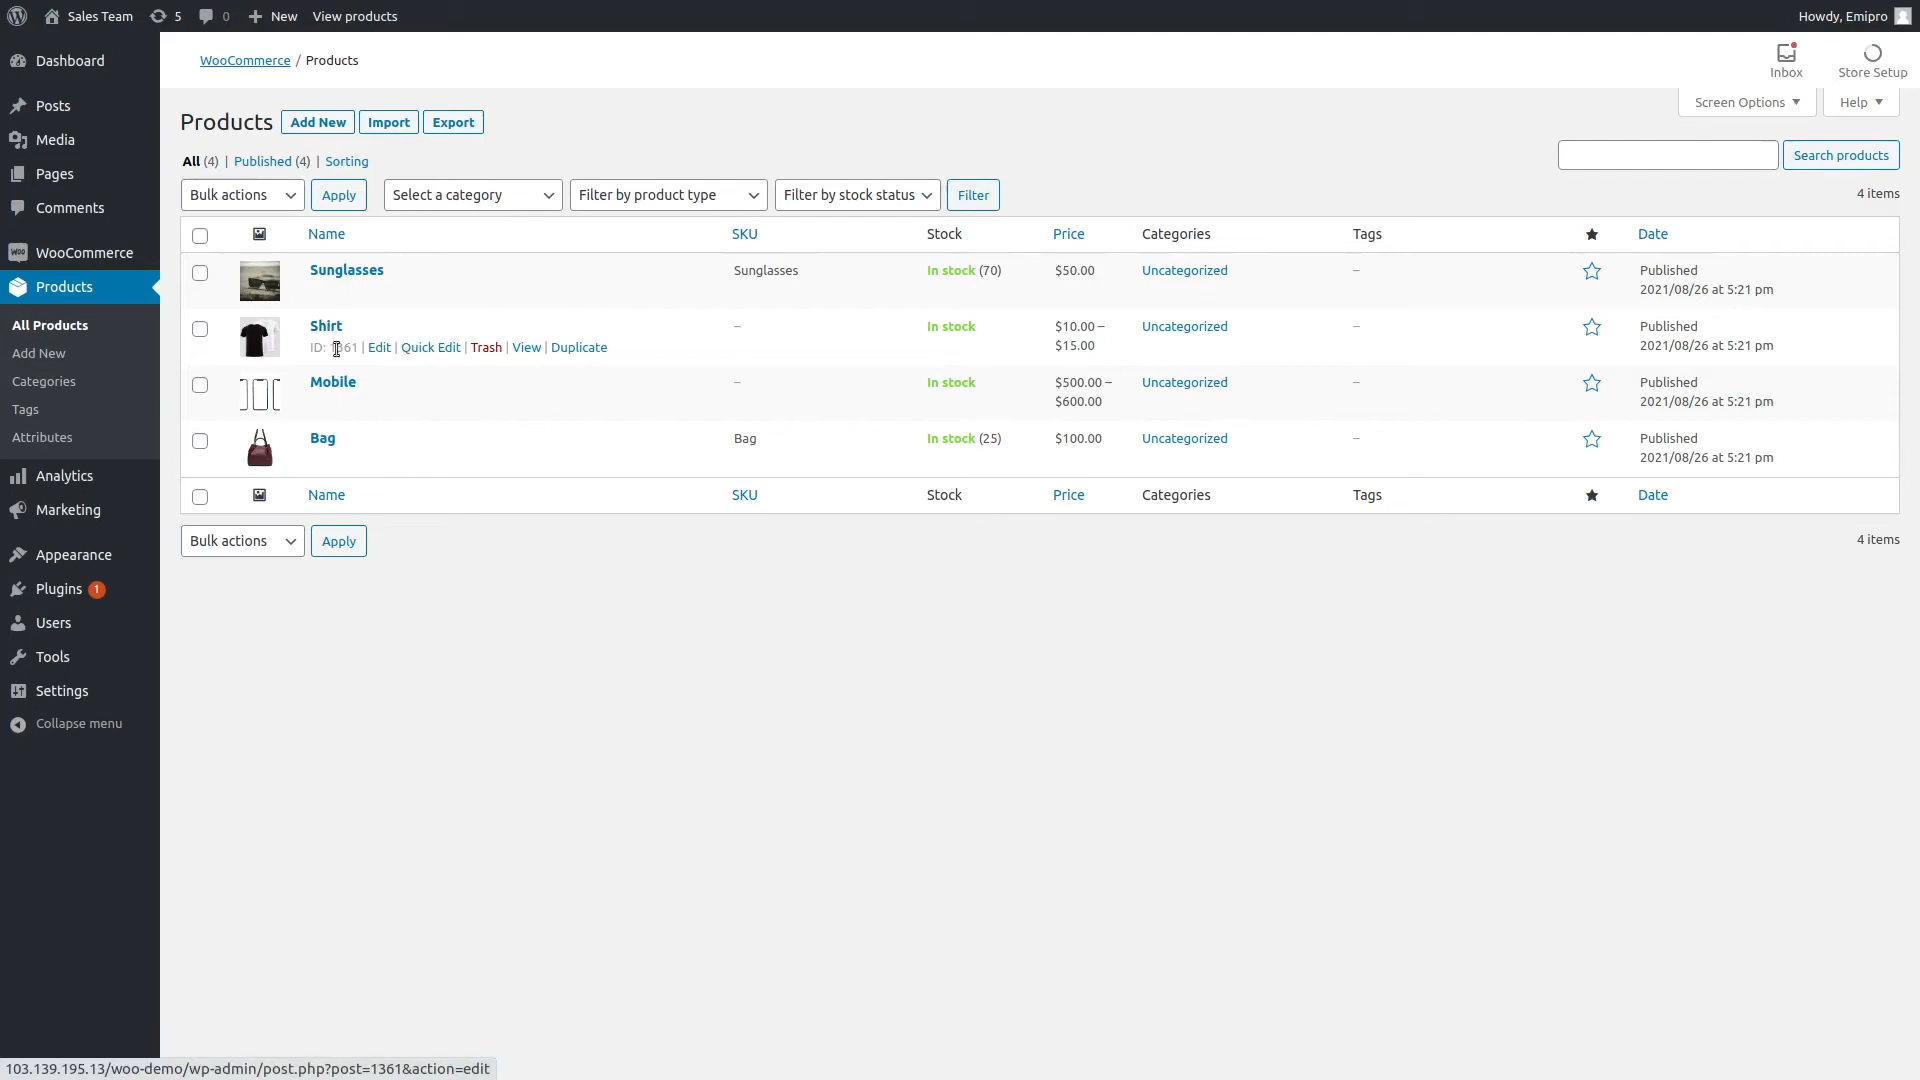 Sales Team 5 0 New View products Howdy, Emipro
Dashboard
Posts
Media
Pages
Comments
WooCommerce
Products
All Products
Add New
Categories
Tags
Attributes
Analytics
Marketing
Appearance
Plugins 1
Users
Tools
Settings
Collapse menu
WooCommerce / Products
Inbox Store Setup
Screen Options Help
Products Add New Import Export
All (4) | Published (4) | Sorting
Search products
Bulk actions Apply Select a category Filter by product type Filter by stock status Filter 4 items
Name SKU Stock Price Categories Tags Date
Sunglasses Sunglasses In stock (70) $50.00 Uncategorized – Published
2021/08/26 at 5:21 pm
Shirt – In stock $10.00 – Uncategorized – Published
ID: 1361 | Edit | Quick Edit | Trash | View | Duplicate $15.00 2021/08/26 at 5:21 pm
Mobile – In stock $500.00 – Uncategorized – Published
$600.00 2021/08/26 at 5:21 pm
Bag Bag In stock (25) $100.00 Uncategorized – Published
2021/08/26 at 5:21 pm
Name SKU Stock Price Categories Tags Date
Bulk actions Apply 4 items
103.139.195.13/woo-demo/wp-admin/post.php?post=1361&action=edit